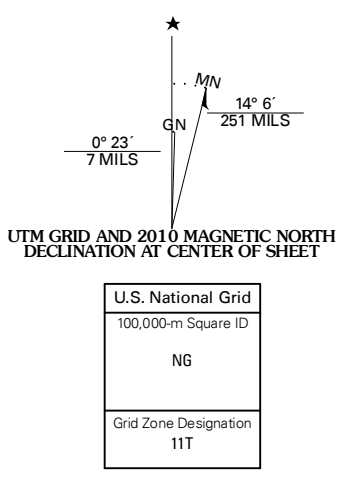 MN
GN
14° 6´
251 MILS
0° 23´
7 MILS
UTM GRID AND 2010 MAGNETIC NORTH
DECLINATION AT CENTER OF SHEET
U.S. National Grid
100,000-m Square ID
NG
Grid Zone Designation
11T